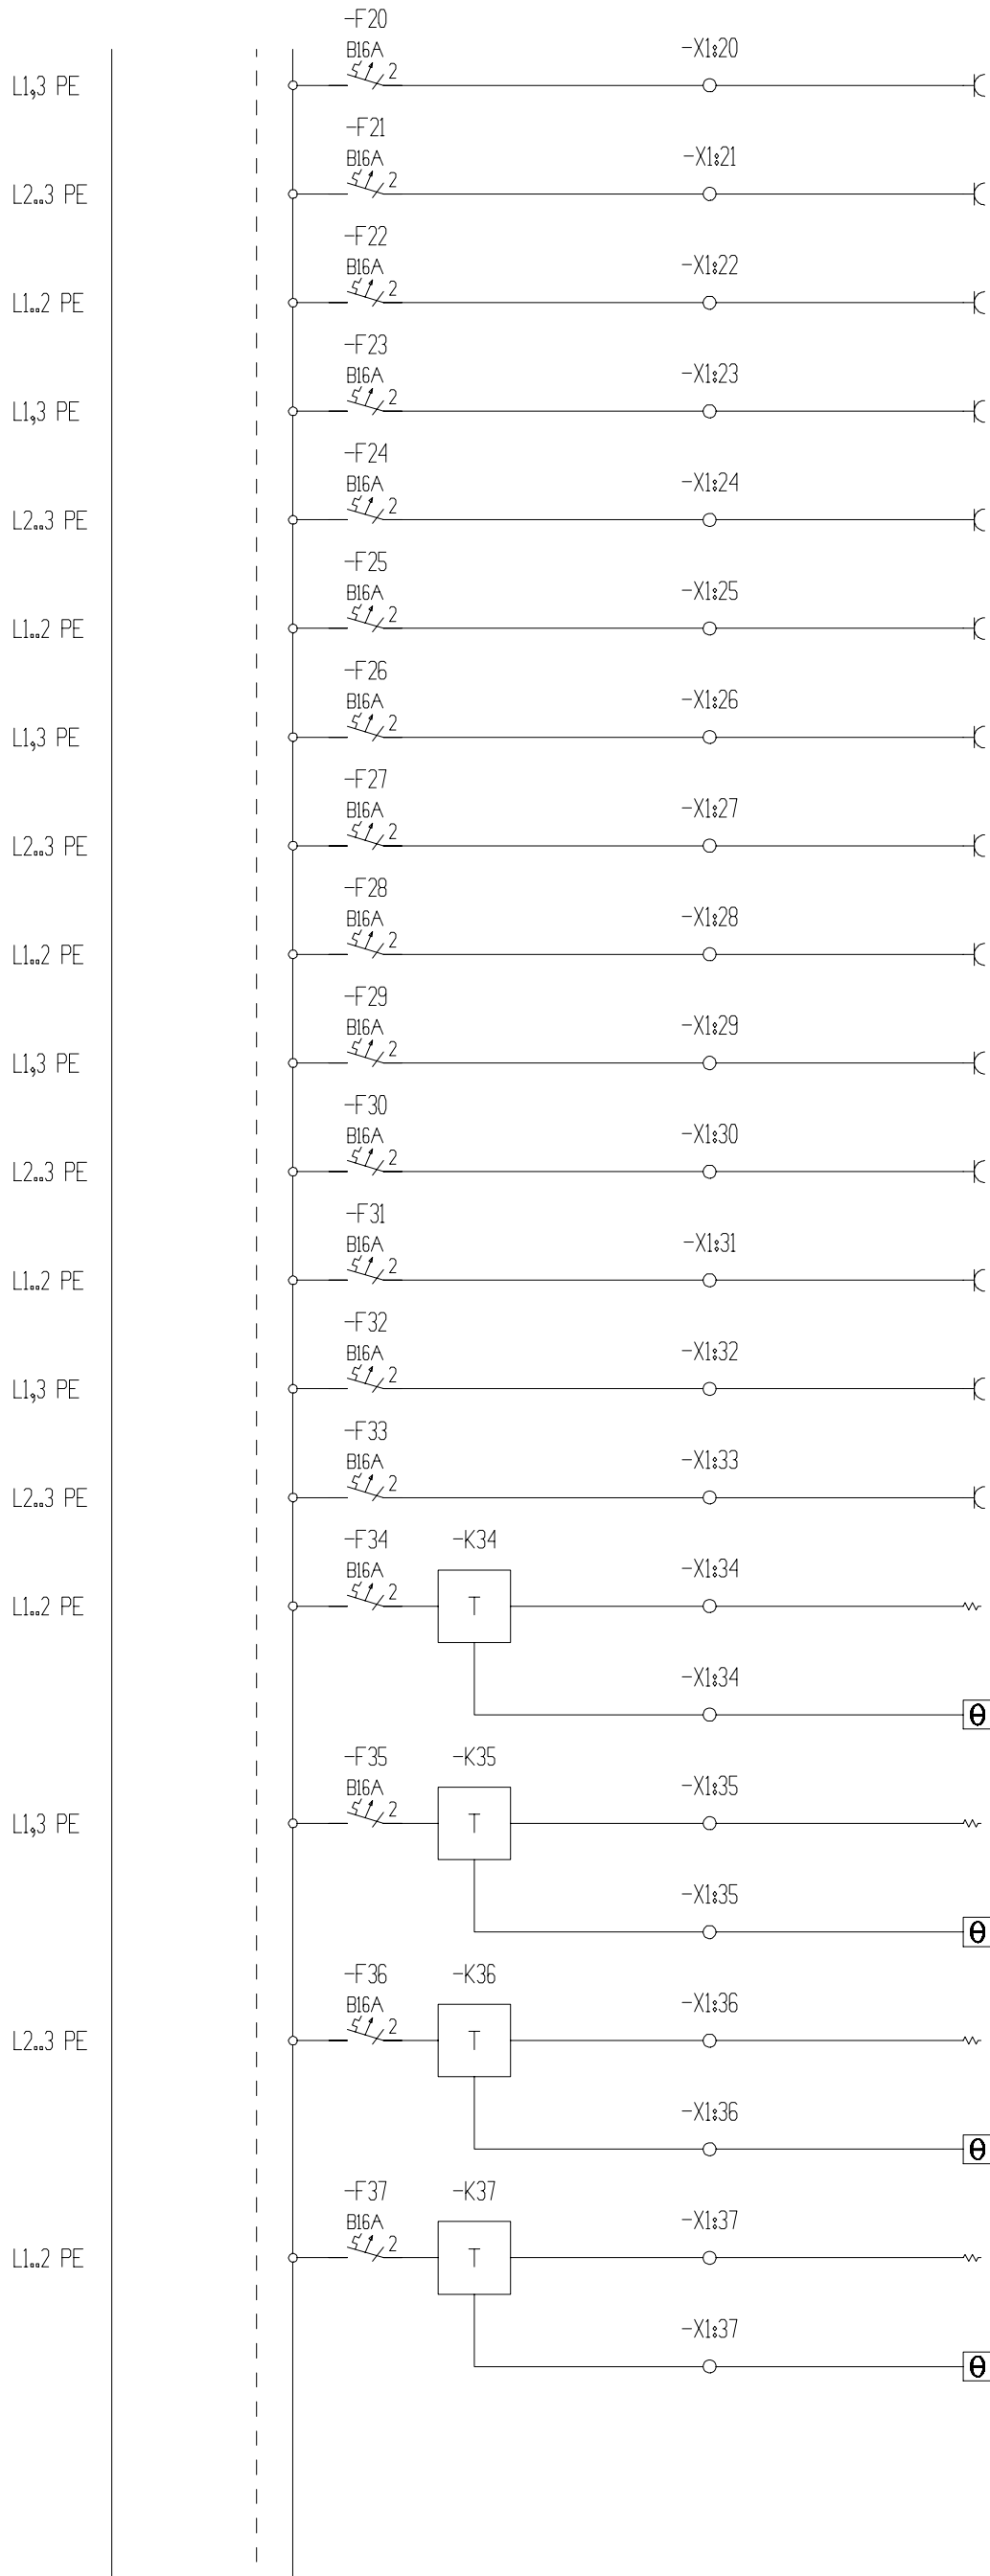 -F20
B16A
-X1:20
L1,3 PE
2
-F21
B16A
-X1:21
L2..3 PE
2
-F22
B16A
-X1:22
L1..2 PE
2
-F23
B16A
-X1:23
L1,3 PE
2
-F24
B16A
-X1:24
L2..3 PE
2
-F25
B16A
-X1:25
L1..2 PE
2
-F26
B16A
-X1:26
L1,3 PE
2
-F27
B16A
-X1:27
L2..3 PE
2
-F28
B16A
-X1:28
L1..2 PE
2
-F29
B16A
-X1:29
L1,3 PE
2
-F30
B16A
-X1:30
L2..3 PE
2
-F31
B16A
-X1:31
L1..2 PE
2
-F32
B16A
-X1:32
L1,3 PE
2
-F33
B16A
-X1:33
L2..3 PE
2
-F34
-K34
B16A
-X1:34
L1..2 PE
2
T
-X1:34
θ
-F35
-K35
B16A
-X1:35
L1,3 PE
2
T
-X1:35
θ
-F36
-K36
B16A
-X1:36
L2..3 PE
2
T
-X1:36
θ
-F37
-K37
B16A
-X1:37
L1..2 PE
2
T
-X1:37
θ